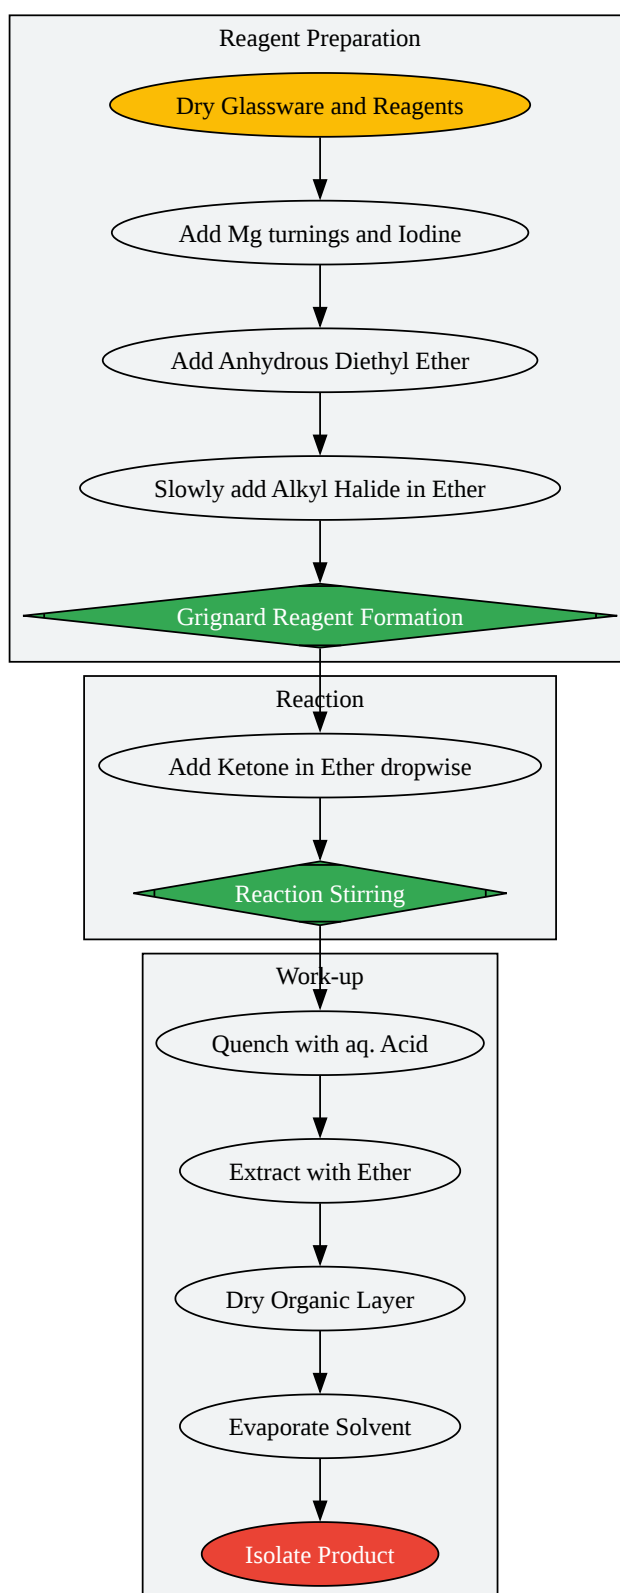 Reagent Preparation
Dry Glassware and Reagents
Add Mg turnings and Iodine
Add Anhydrous Diethyl Ether
Slowly add Alkyl Halide in Ether
Grignard Reagent Formation
Reaction
Add Ketone in Ether dropwise
Reaction Stirring
Work-up
Quench with aq. Acid
Extract with Ether
Dry Organic Layer
Evaporate Solvent
Isolate Product